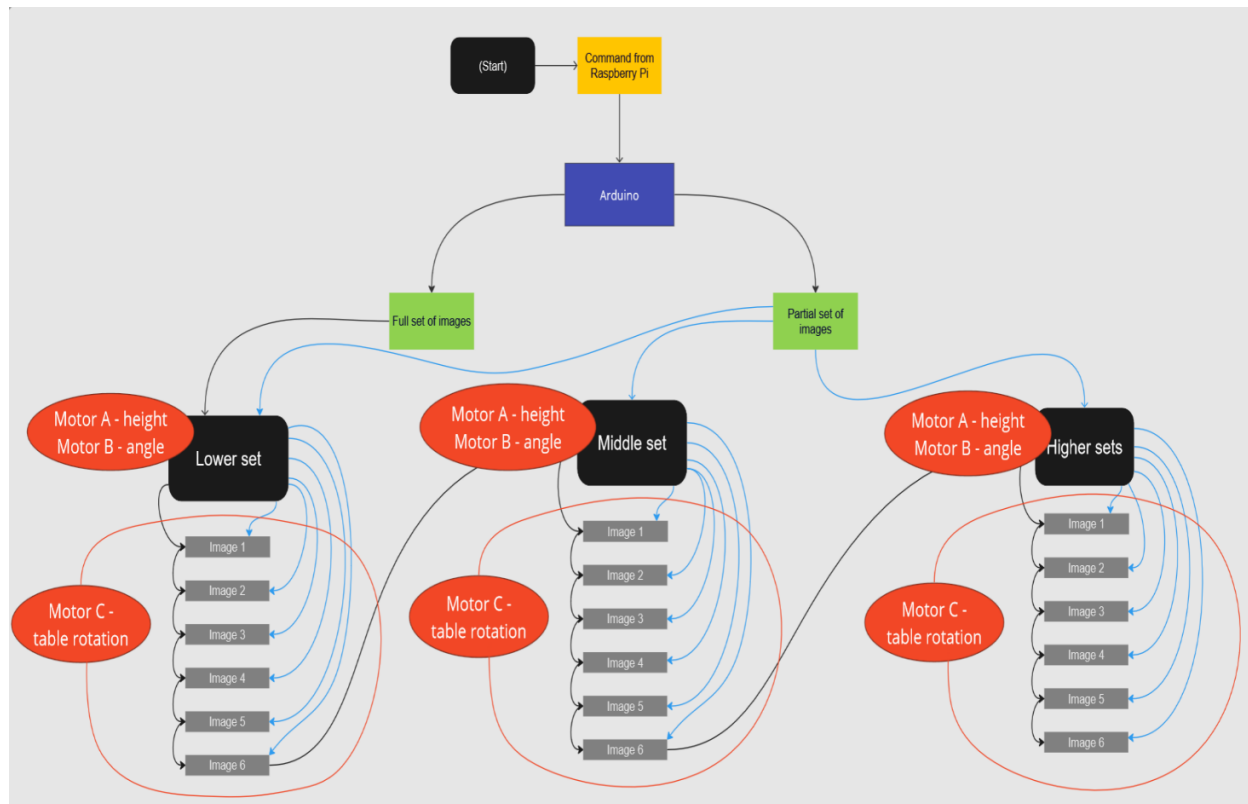 (Start)
Command from
Raspberry Pi
Arduino
Full set of images
Partial set of
images
Motor A - height
Motor B - angle
Lower set
Motor A - height
Motor B - angle
Middle set
Motor A - height
Motor B - angle
Higher sets
Motor C -
table rotation
Image 1
Image 2
Image 3
Image 4
Image 5
Image 6
Motor C -
table rotation
Image 1
Image 2
Image 3
Image 4
Image 5
Image 6
Motor C -
table rotation
Image 1
Image 2
Image 3
Image 4
Image 5
Image 6